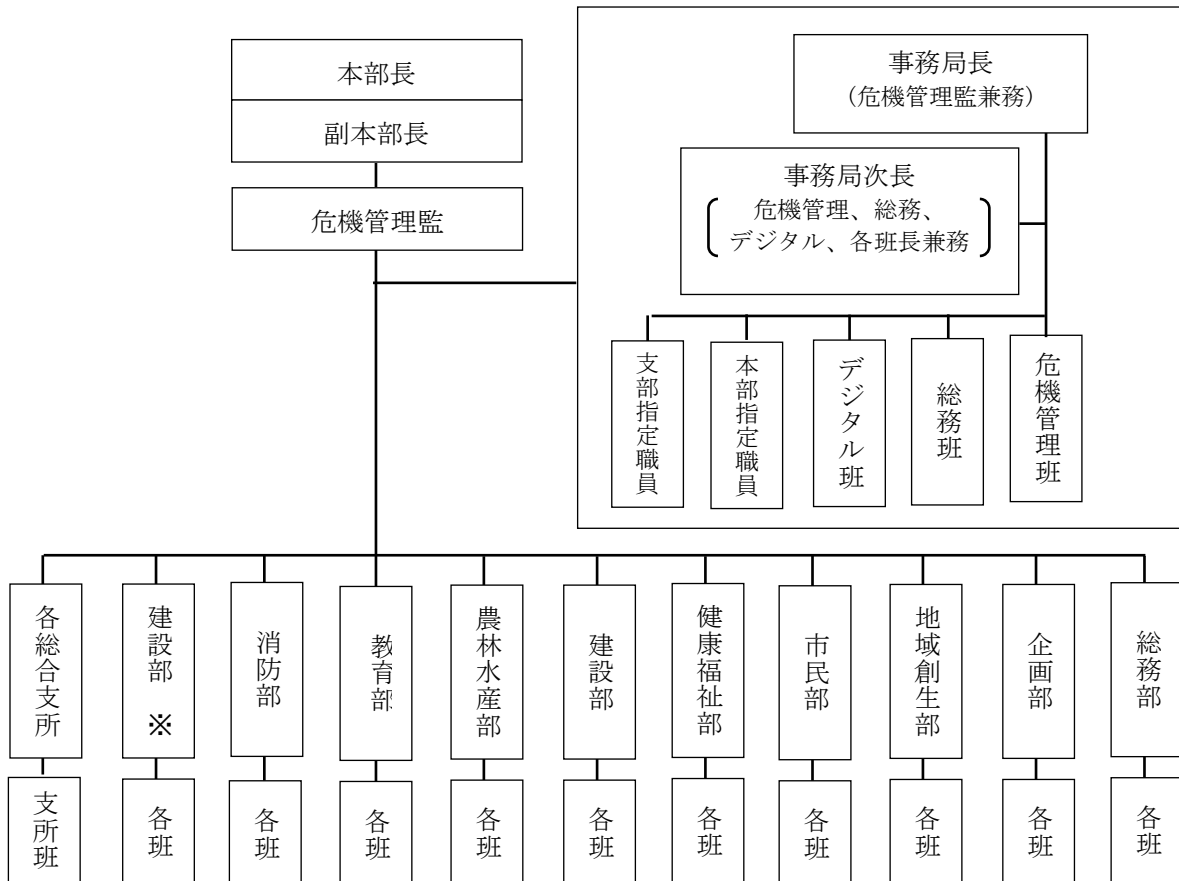 本部長
副本部長
危機管理監
事務局長
（危機管理監兼務）
事務局次長
危機管理、総務、
デジタル、各班長兼務
支部指定職員
本部指定職員
デジタル班
総務班
危機管理班
各総合支所
建設部 ※
消防部
教育部
農林水産部
建設部
健康福祉部
市民部
地域創生部
企画部
総務部
支所班
各班
各班
各班
各班
各班
各班
各班
各班
各班
各班